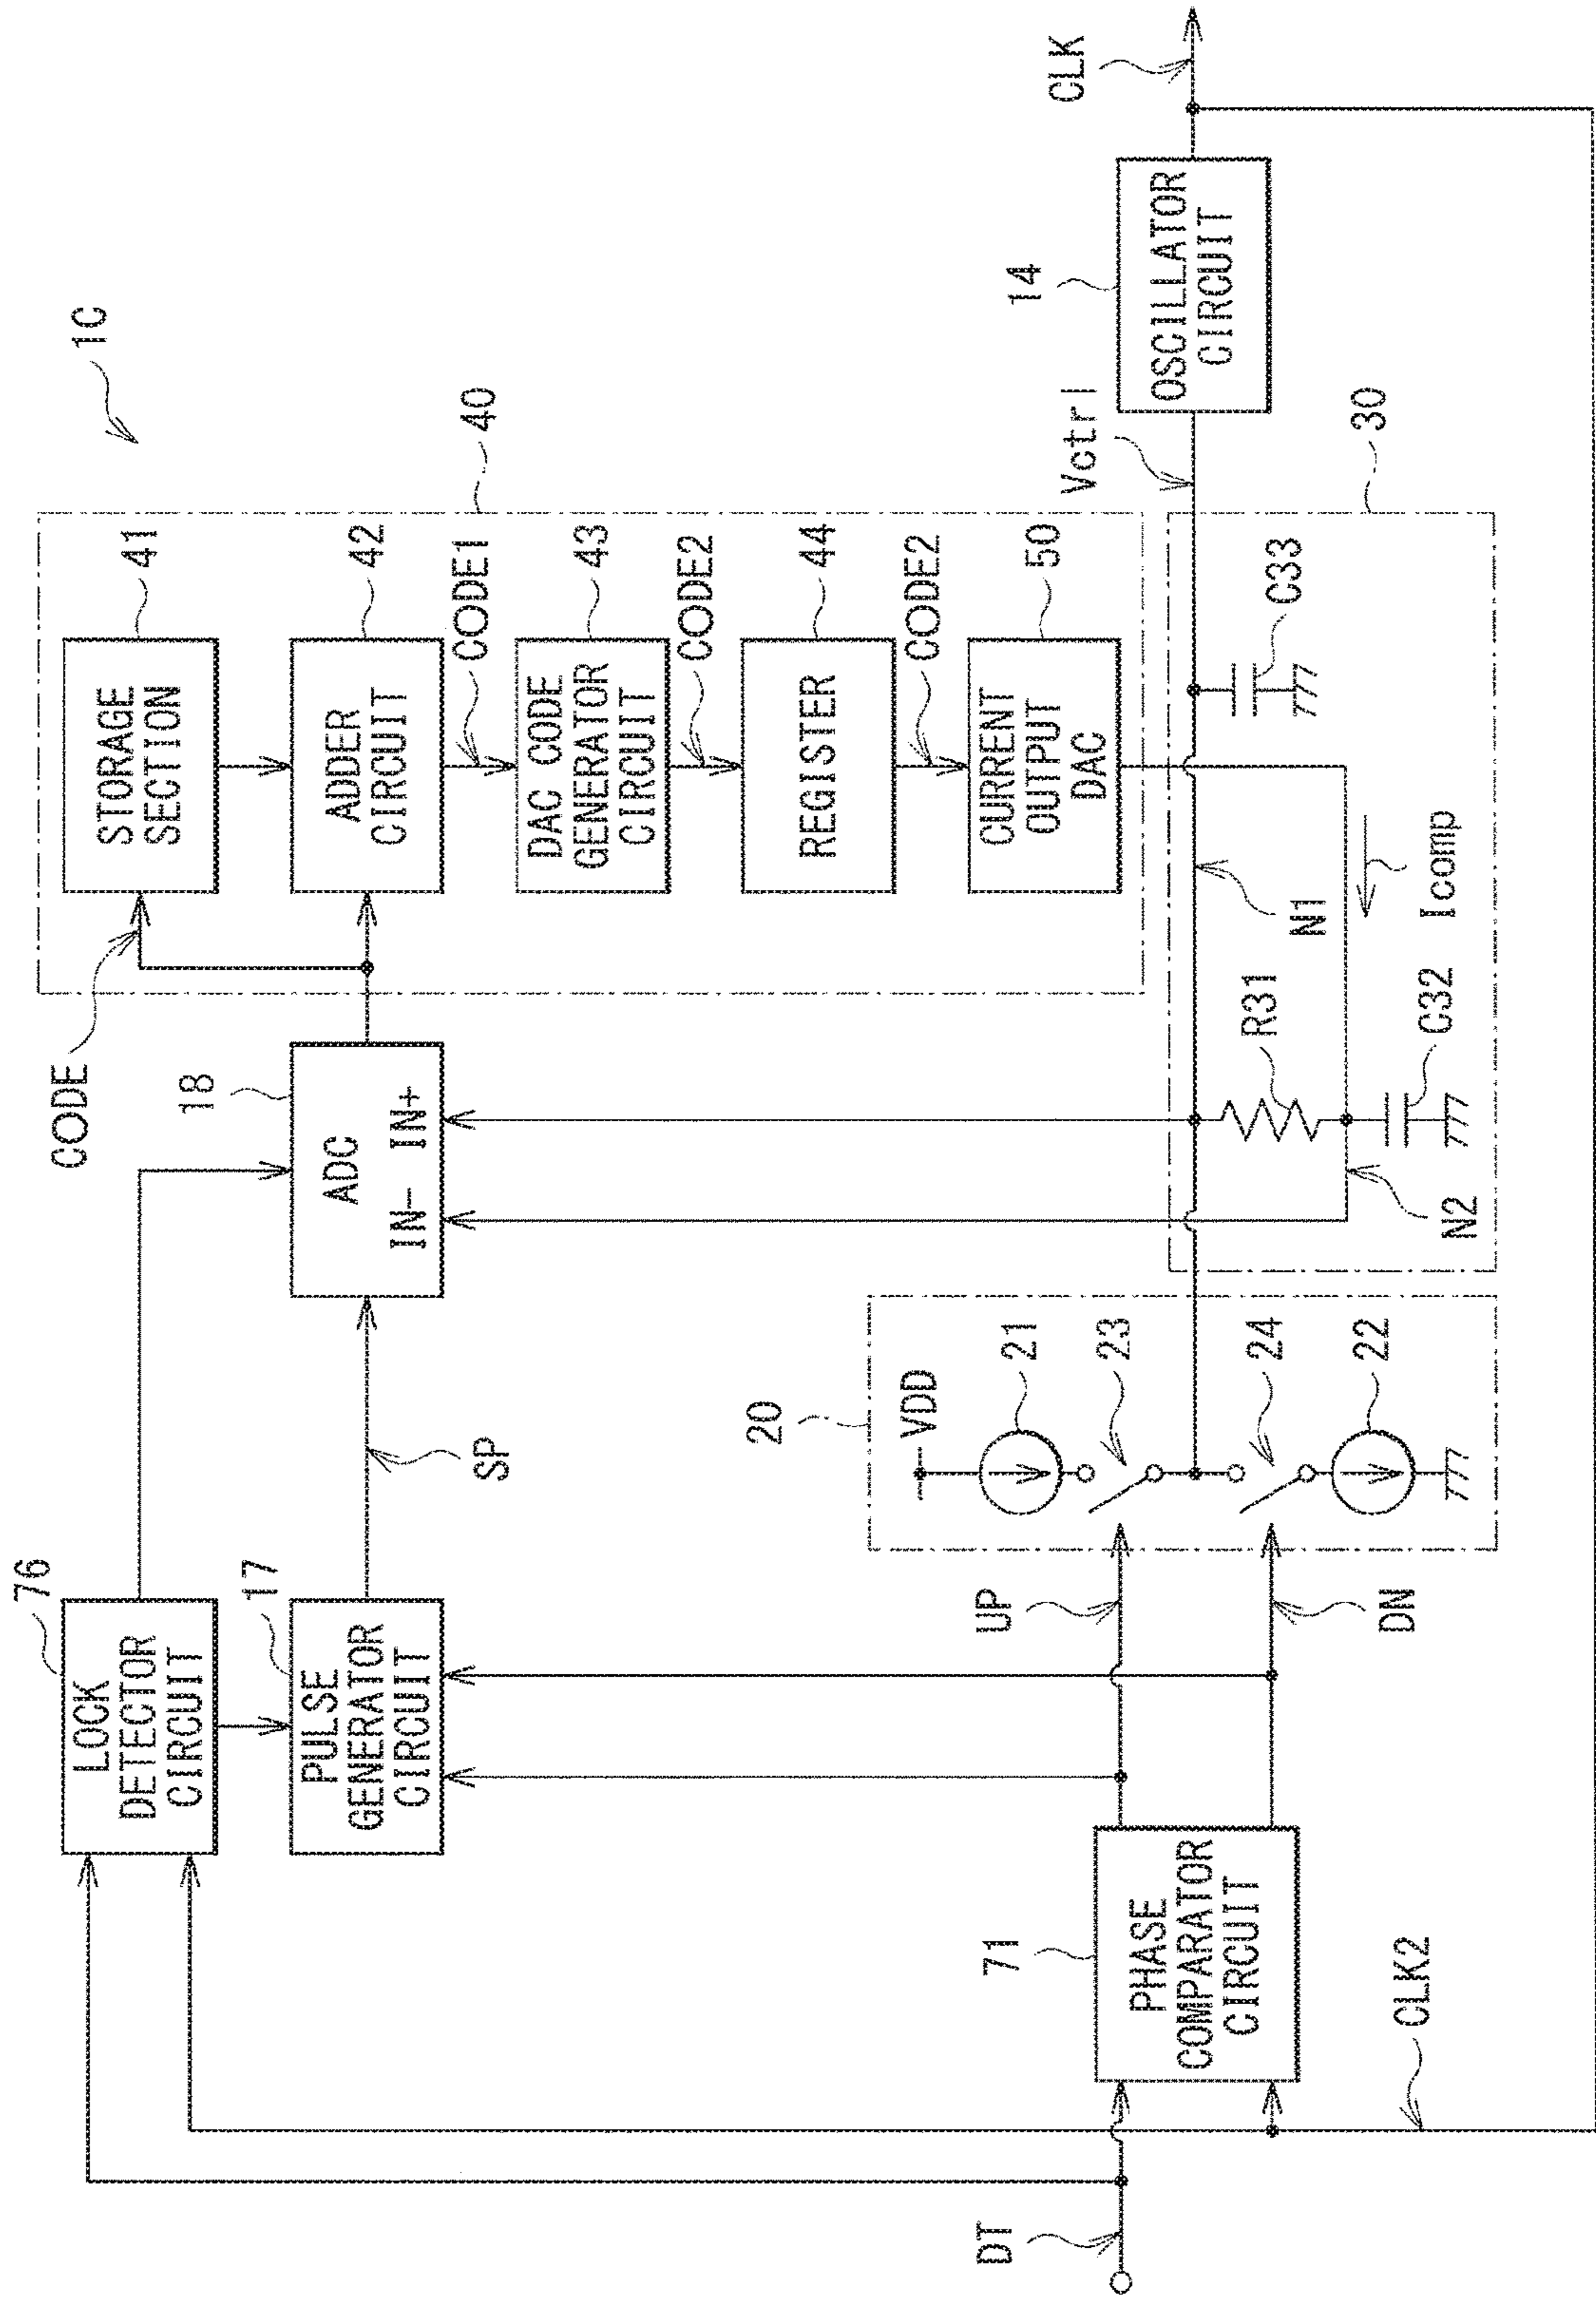 1C
76
LOCK
DETECTOR
CIRCUIT
17
PULSE
GENERATOR
CIRCUIT
SP
CODE
18
ADC
IN- IN+
40
STORAGE
SECTION
41
ADDER
CIRCUIT
42
CODE1
DAC CODE
GENERATOR
CIRCUIT
43
CODE2
REGISTER
44
CODE2
CURRENT
OUTPUT
DAC
50
DT
71
PHASE
COMPARATOR
CIRCUIT
CLK2
UP
DN
20
VDD
21
23
24
22
N2
R31
C32
N1
Icomp
C33
30
Vctrl
14
OSCILLATOR
CIRCUIT
CLK